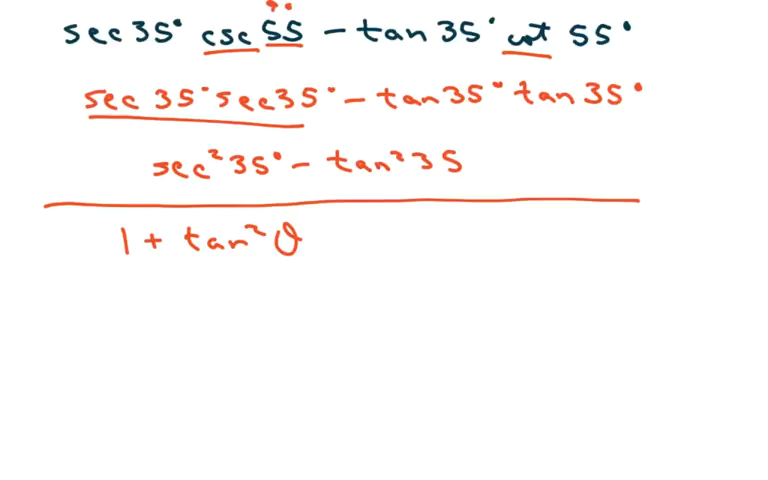 sec 35° csc 55 - tan 35° cot 55°
sec 35° sec 35° - tan 35° tan 35°
sec² 35° - tan² 35
1 + tan² θ